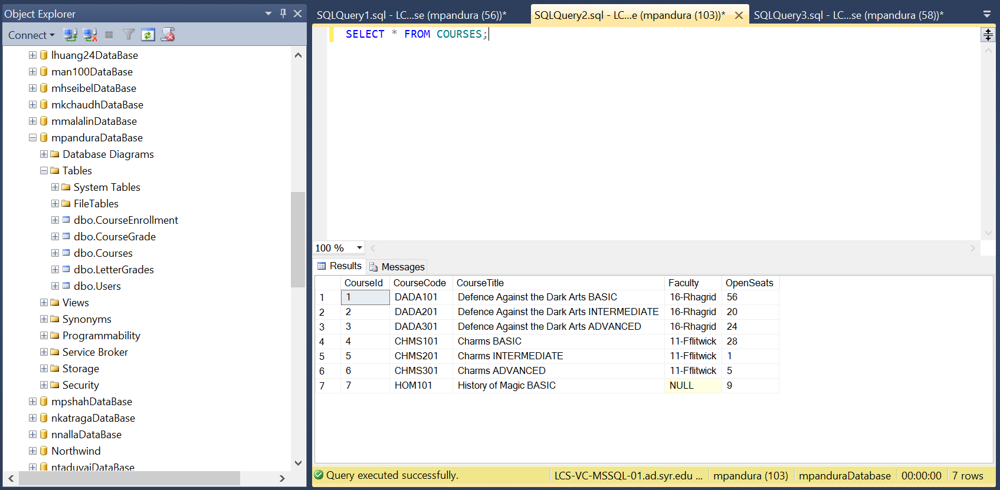 Object Explorer
Connect
lhuang24DataBase
man100DataBase
mhseibelDataBase
mkchaudhDataBase
mmalalinDataBase
mpanduraDataBase
Database Diagrams
Tables
System Tables
FileTables
dbo.CourseEnrollment
dbo.CourseGrade
dbo.Courses
dbo.LetterGrades
dbo.Users
Views
Synonyms
Programmability
Service Broker
Storage
Security
mpshahDataBase
nkatragaDataBase
nnallaDataBase
Northwind
ntaduvaiDataBase
SQLQuery1.sql - LC...se (mpandura (56))* SQLQuery2.sql - LC...e (mpandura (103))* SQLQuery3.sql - LC...se (mpandura (58))*
SELECT * FROM COURSES;
100 %
Results Messages
CourseId CourseCode CourseTitle Faculty OpenSeats
1 1 DADA101 Defence Against the Dark Arts BASIC 16-Rhagrid 56
2 2 DADA201 Defence Against the Dark Arts INTERMEDIATE 16-Rhagrid 20
3 3 DADA301 Defence Against the Dark Arts ADVANCED 16-Rhagrid 24
4 4 CHMS101 Charms BASIC 11-Fflitwick 28
5 5 CHMS201 Charms INTERMEDIATE 11-Fflitwick 1
6 6 CHMS301 Charms ADVANCED 11-Fflitwick 5
7 7 HOM101 History of Magic BASIC NULL 9
Query executed successfully. LCS-VC-MSSQL-01.ad.syr.edu ... mpandura (103) mpanduraDatabase 00:00:00 7 rows